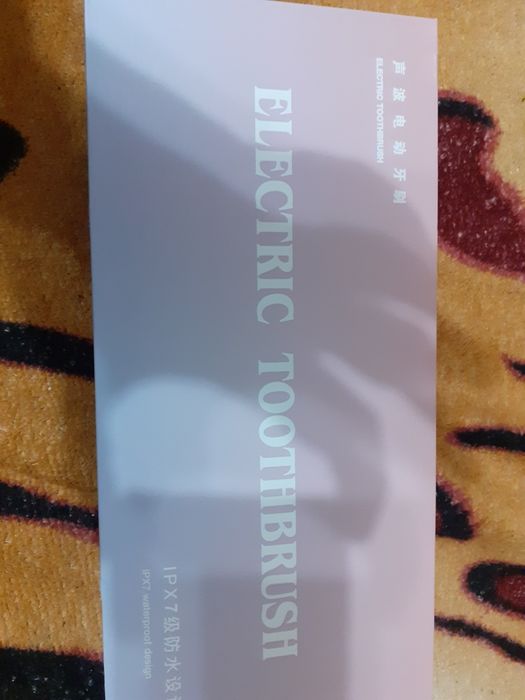 声波电动牙刷
ELECTRIC TOOTHBRUSH
ELECTRIC TOOTHBRUSH
IPX7级防水设
IPX7 waterproof design